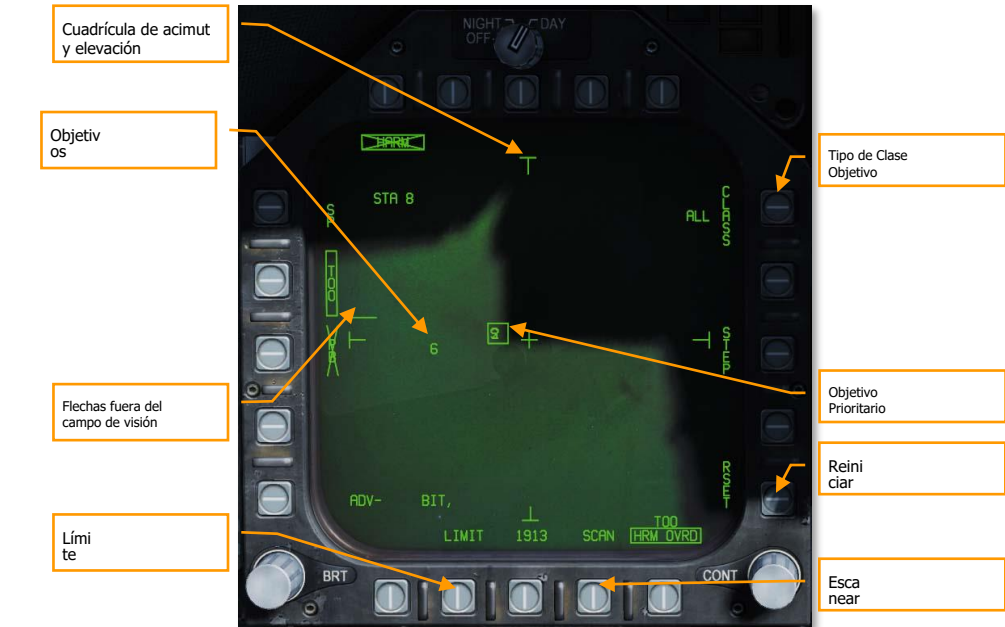 Cuadrícula de acimut
y elevación
NIGHT DAY
OFF
Objetiv
os
HARM
Tipo de Clase
Objetivo
STA 8
SP
ALL
CLASS
TOO
6
STEP
Flechas fuera del
campo de visión
Objetivo
Prioritario
RSET
Reini
ciar
ADV- BIT,
TOO
LIMIT 1913 SCAN HRM OVRD
Lími
te
BRT
CONT
Esca
near